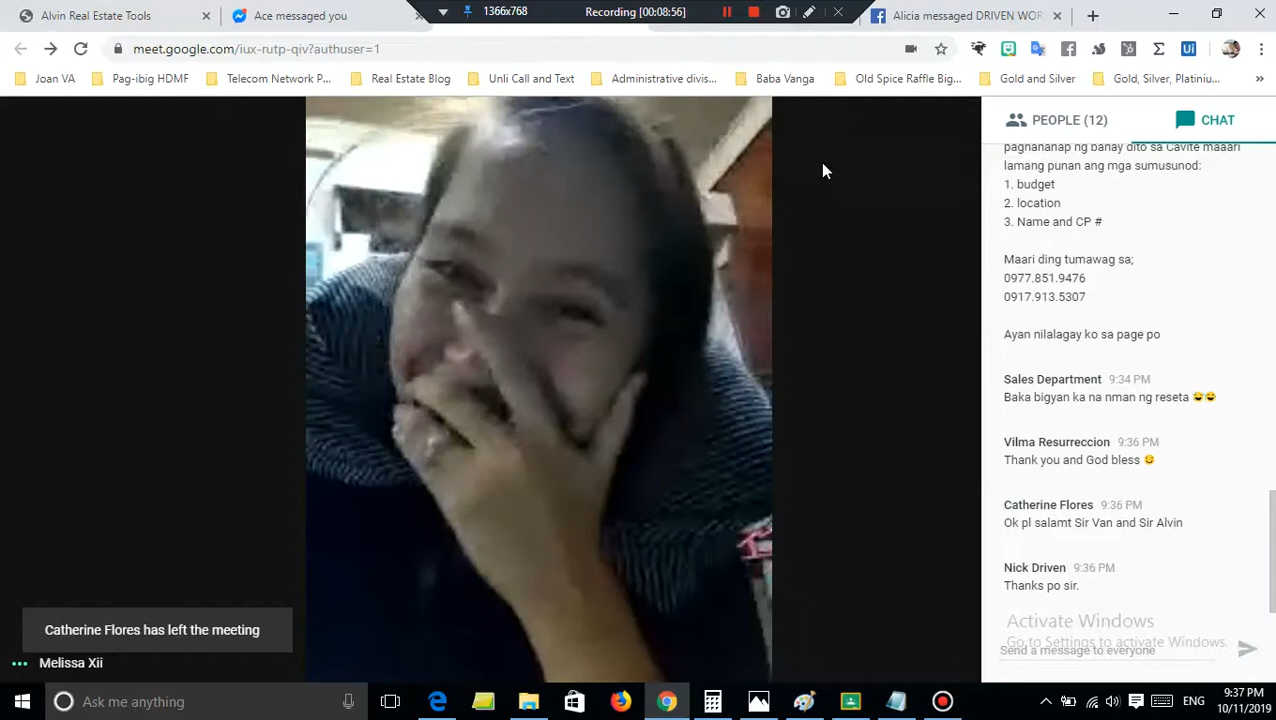 Alvin Real Estate Tools
Ace messaged you
1366x768
Recording [00:08:56]
Alicia messaged DRIVEN WOR
meet.google.com/iux-rutp-qiv?authuser=1
Joan VA
Pag-ibig HDMF
Telecom Network P...
Real Estate Blog
Unli Call and Text
Administrative divis...
Baba Vanga
Old Spice Raffle Big...
Gold and Silver
Gold, Silver, Platiniu...
PEOPLE (12)
CHAT
paghahanap ng bahay dito sa Cavite maaari
lamang punan ang mga sumusunod:
1. budget
2. location
3. Name and CP #
Maari ding tumawag sa;
0977.851.9476
0917.913.5307
Ayan nilalagay ko sa page po
Sales Department 9:34 PM
Baka bigyan ka na nman ng reseta
Vilma Resurreccion 9:36 PM
Thank you and God bless
Catherine Flores 9:36 PM
Ok pl salamt Sir Van and Sir Alvin
Nick Driven 9:36 PM
Thanks po sir.
Activate Windows
Go to Settings to activate Windows.
Send a message to everyone
Catherine Flores has left the meeting
Melissa Xii
Ask me anything
ENG
9:37 PM
10/11/2019